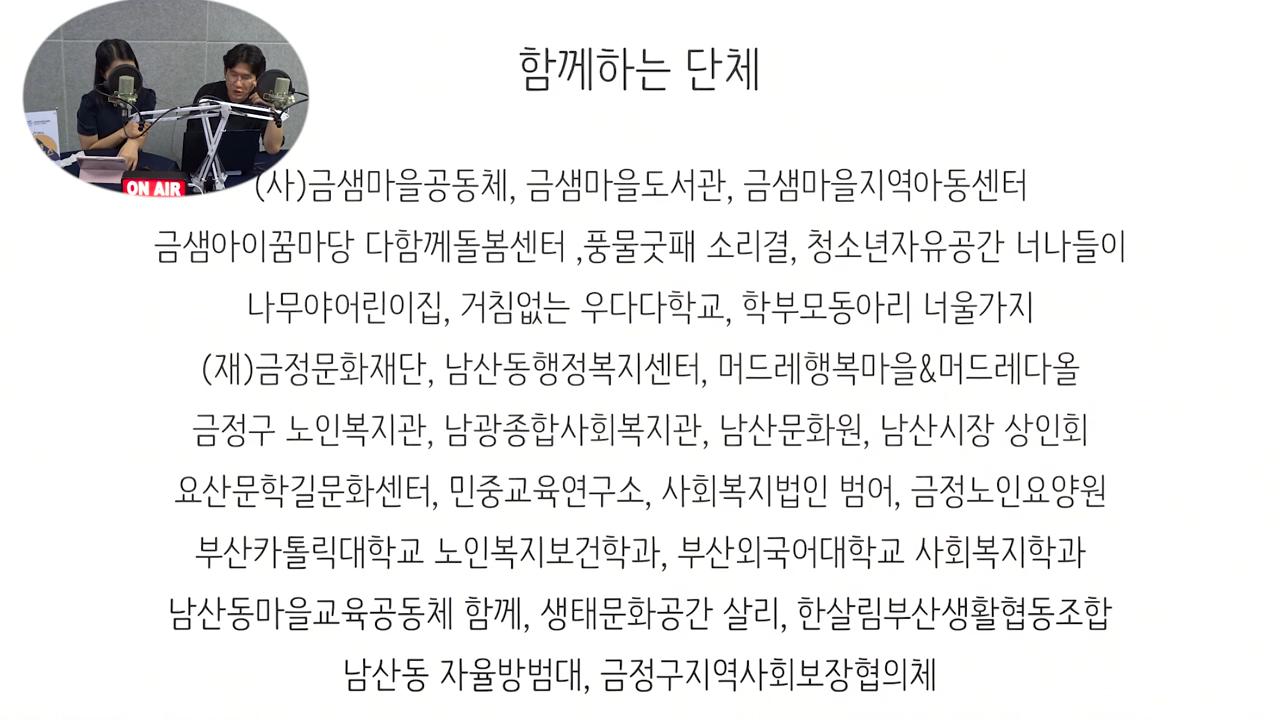 함께하는 단체
ON AIR
(사)금샘마을공동체, 금샘마을도서관, 금샘마을지역아동센터
금샘아이꿈마당 다함께돌봄센터 ,풍물굿패 소리결, 청소년자유공간 너나들이
나무야어린이집, 거침없는 우다다학교, 학부모동아리 너울가지
(재)금정문화재단, 남산동행정복지센터, 머드레행복마을&머드레다올
금정구 노인복지관, 남광종합사회복지관, 남산문화원, 남산시장 상인회
요산문학길문화센터, 민중교육연구소, 사회복지법인 범어, 금정노인요양원
부산카톨릭대학교 노인복지보건학과, 부산외국어대학교 사회복지학과
남산동마을교육공동체 함께, 생태문화공간 살리, 한살림부산생활협동조합
남산동 자율방범대, 금정구지역사회보장협의체